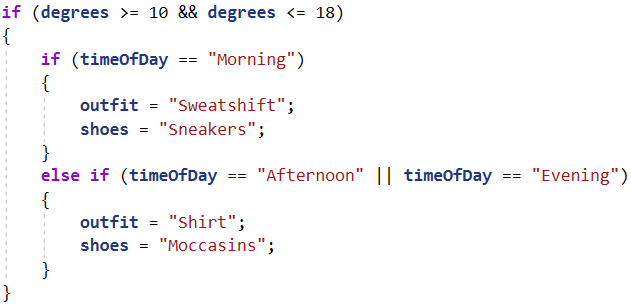 if (degrees >= 10 && degrees <= 18)
{
if (timeOfDay == "Morning")
{
outfit = "Sweatshift";
shoes = "Sneakers";
}
else if (timeOfDay == "Afternoon" || timeOfDay == "Evening")
{
outfit = "Shirt";
shoes = "Moccasins";
}
}